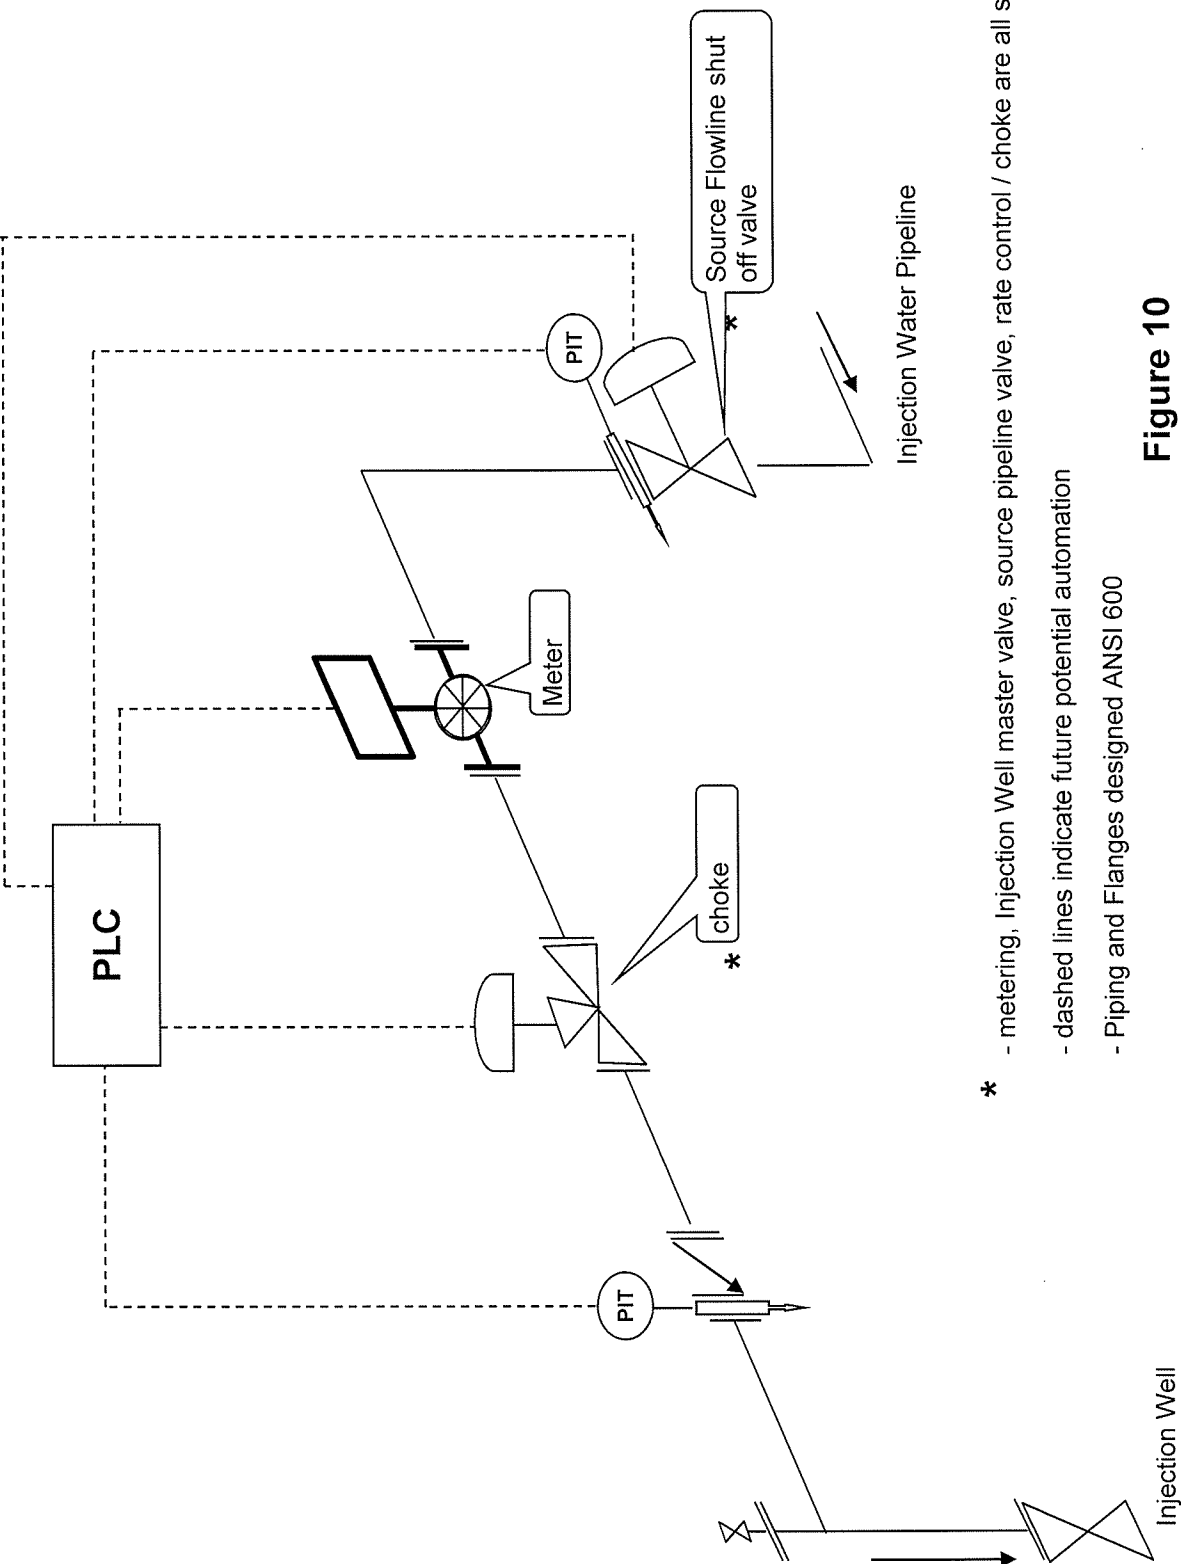 PLC
PIT
PIT
Source Flowline shut
off valve
*
Meter
choke
*
Injection Water Pipeline
Injection Well
* - metering, Injection Well master valve, source pipeline valve, rate control / choke are all
- dashed lines indicate future potential automation
- Piping and Flanges designed ANSI 600
Figure 10